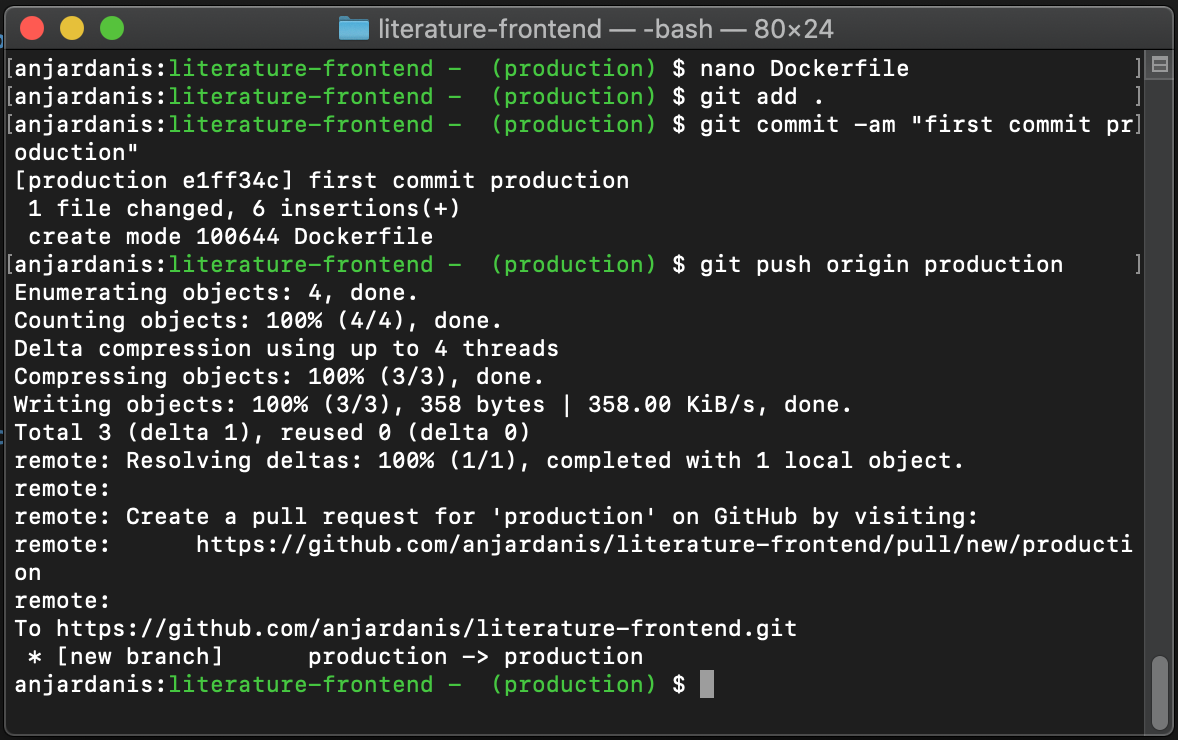 literature-frontend — -bash — 80×24
[anjardanis:literature-frontend -  (production) $ nano Dockerfile                ]
[anjardanis:literature-frontend -  (production) $ git add .                      ]
[anjardanis:literature-frontend -  (production) $ git commit -am "first commit pr]
oduction"
[production e1ff34c] first commit production
 1 file changed, 6 insertions(+)
 create mode 100644 Dockerfile
[anjardanis:literature-frontend -  (production) $ git push origin production     ]
Enumerating objects: 4, done.
Counting objects: 100% (4/4), done.
Delta compression using up to 4 threads
Compressing objects: 100% (3/3), done.
Writing objects: 100% (3/3), 358 bytes | 358.00 KiB/s, done.
Total 3 (delta 1), reused 0 (delta 0)
remote: Resolving deltas: 100% (1/1), completed with 1 local object.
remote:
remote: Create a pull request for 'production' on GitHub by visiting:
remote:      https://github.com/anjardanis/literature-frontend/pull/new/producti
on
remote:
To https://github.com/anjardanis/literature-frontend.git
 * [new branch]      production -> production
anjardanis:literature-frontend -  (production) $